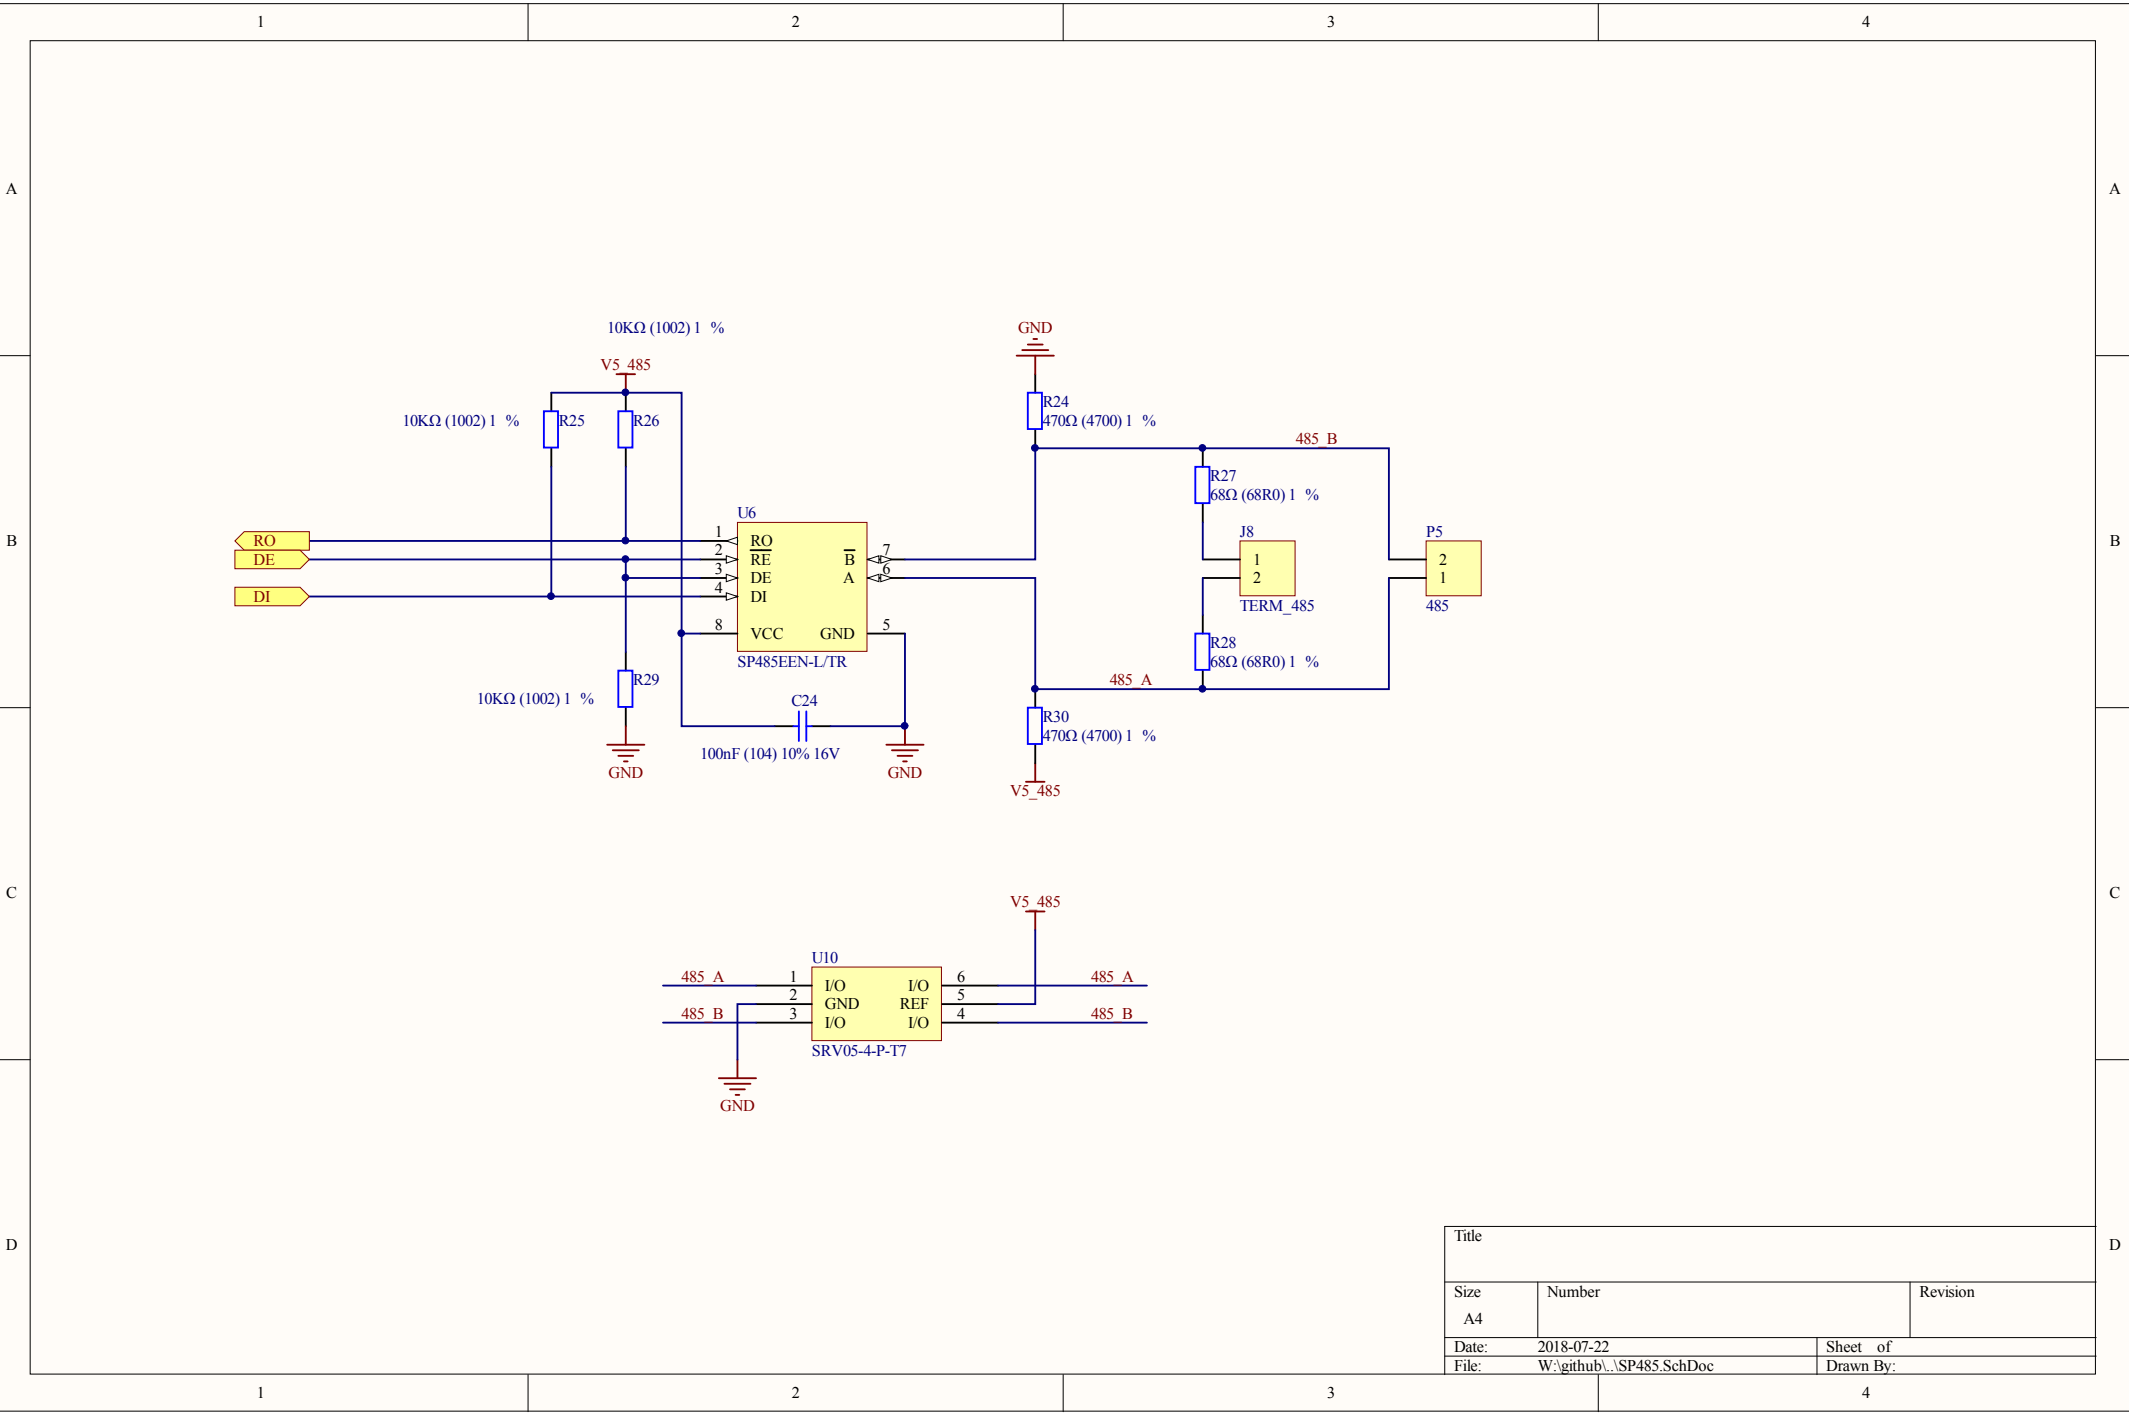 1 2 3 4
A A
10KΩ (1002) 1 %
GND
V5_485
10KΩ (1002) 1 %
R25
R26
R24
470Ω (4700) 1 %
485_B
R27
68Ω (68R0) 1 %
U6
J8
P5
B B
RO
DE
DI
1 RO
2 RE
3 DE
4 DI
8 VCC
B 7
A 6
GND 5
SP485EEN-L/TR
1
2
TERM_485
2
1
485
R28
68Ω (68R0) 1 %
R29
10KΩ (1002) 1 %
485_A
C24
100nF (104) 10% 16V
R30
470Ω (4700) 1 %
GND
GND
V5_485
C C
V5_485
U10
485_A 1 I/O I/O 6 485_A
2 GND REF 5
485_B 3 I/O I/O 4 485_B
SRV05-4-P-T7
GND
D D
Title
Size Number Revision
A4
Date: 2018-07-22 Sheet of
File: W:\github\..\SP485.SchDoc Drawn By:
1 2 3 4